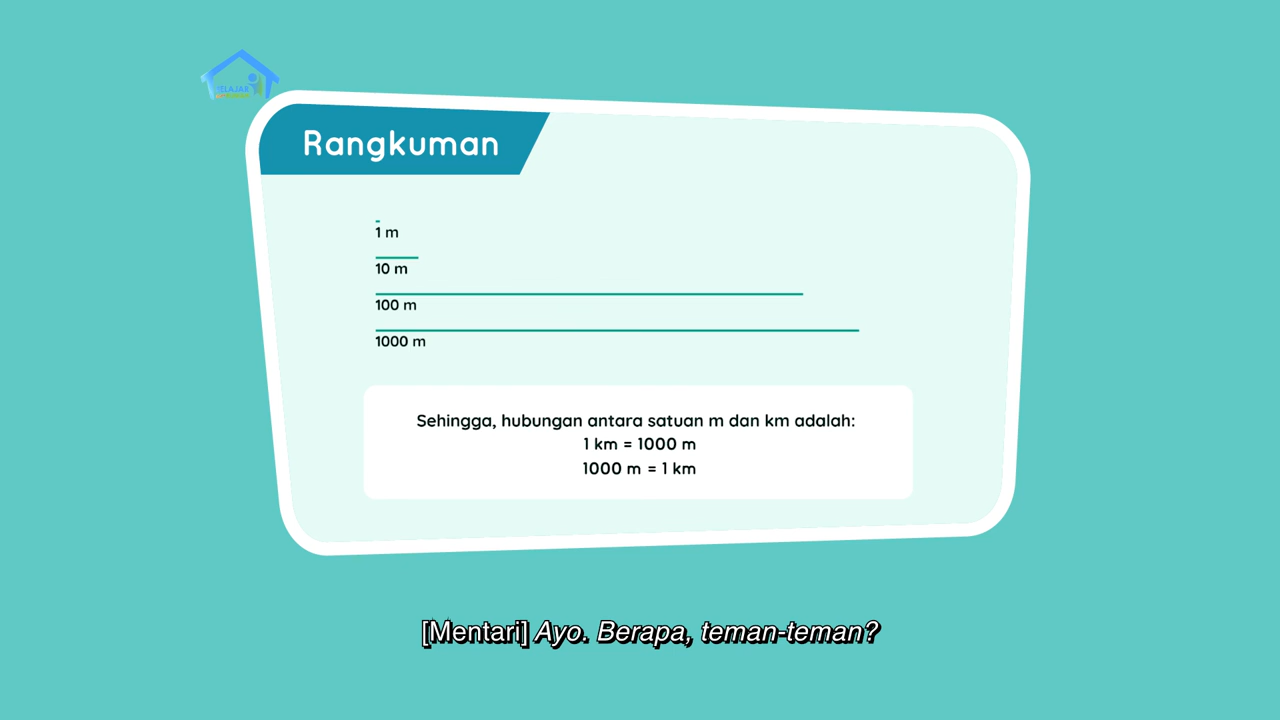 BELAJAR
Rangkuman
1 m
10 m
100 m
1000 m
Sehingga, hubungan antara satuan m dan km adalah:
1 km = 1000 m
1000 m = 1 km
[Mentari] Ayo. Berapa, teman-teman?